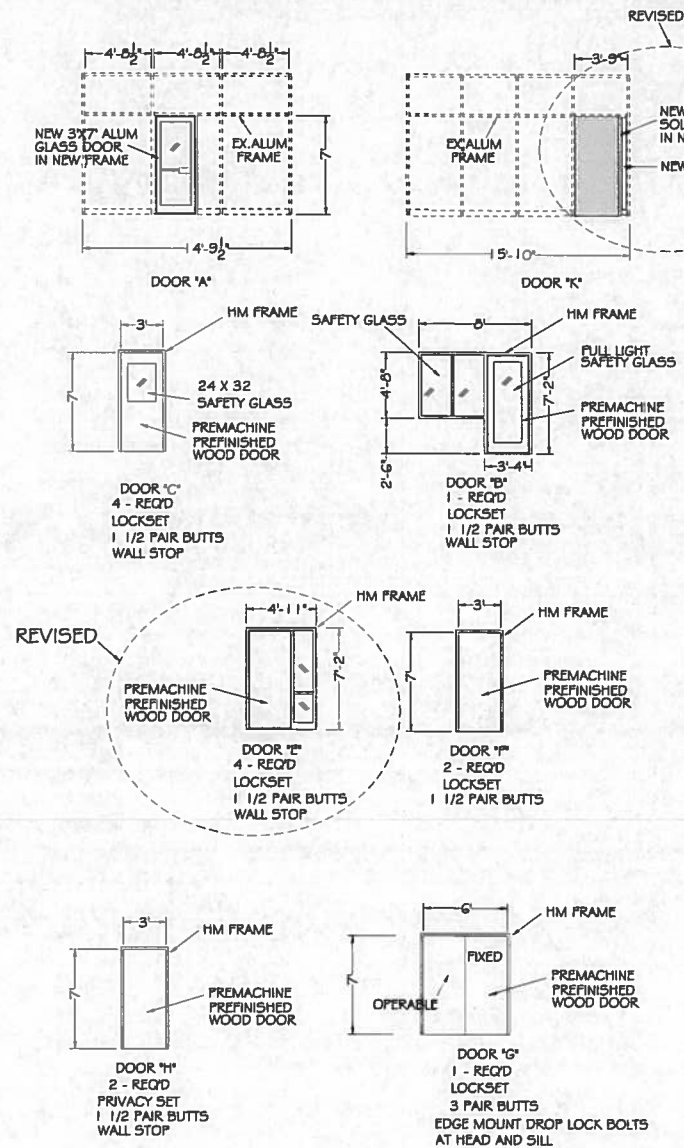 REVISED
4'-8½" 4'-8½" 4'-8½"
NEW 3'X7' ALUM
GLASS DOOR
IN NEW FRAME
EX.ALUM
FRAME
7'
14'-9½"
DOOR "A"
3'-9"
EX.ALUM
FRAME
NEW
SOL
IN N
NEW
15'-10"
DOOR "K"
3'
HM FRAME
7'
24 X 32
SAFETY GLASS
PREMACHINE
PREFINISHED
WOOD DOOR
DOOR "C"
4 - REQ'D
LOCKSET
1 1/2 PAIR BUTTS
WALL STOP
SAFETY GLASS
8'
HM FRAME
FULL LIGHT
SAFETY GLASS
4'-8"
7'-2"
PREMACHINE
PREFINISHED
WOOD DOOR
2'-6"
3'-4"
DOOR "B"
1 - REQ'D
LOCKSET
1 1/2 PAIR BUTTS
WALL STOP
REVISED
4'-11"
HM FRAME
7'-2"
PREMACHINE
PREFINISHED
WOOD DOOR
DOOR "E"
4 - REQ'D
LOCKSET
1 1/2 PAIR BUTTS
WALL STOP
3'
HM FRAME
7'
PREMACHINE
PREFINISHED
WOOD DOOR
DOOR "F"
2 - REQ'D
LOCKSET
1 1/2 PAIR BUTTS
3'
HM FRAME
7'
PREMACHINE
PREFINISHED
WOOD DOOR
DOOR "H"
2 - REQ'D
PRIVACY SET
1 1/2 PAIR BUTTS
WALL STOP
6'
HM FRAME
FIXED
7'
OPERABLE
PREMACHINE
PREFINISHED
WOOD DOOR
DOOR "G"
1 - REQ'D
LOCKSET
3 PAIR BUTTS
EDGE MOUNT DROP LOCK BOLTS
AT HEAD AND SILL